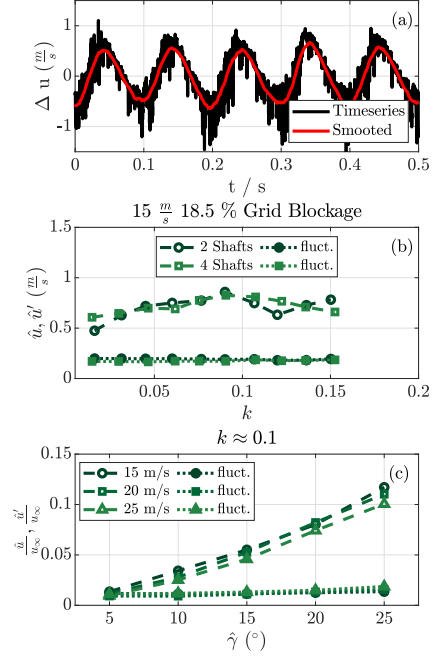 (a)
Δ u (m/s)
1
0
-1
Timeseries
Smooted
0 0.1 0.2 0.3 0.4 0.5
t / s
15 m/s 18.5 % Grid Blockage
(b)
2 Shafts fluct.
4 Shafts fluct.
û, û′ (m/s)
1.5
1
0.5
0
0.05 0.1 0.15 0.2
k
k ≈ 0.1
(c)
15 m/s fluct.
20 m/s fluct.
25 m/s fluct.
û/u∞, û′/u∞
0.15
0.1
0.05
0
5 10 15 20 25
γ̂ (°)